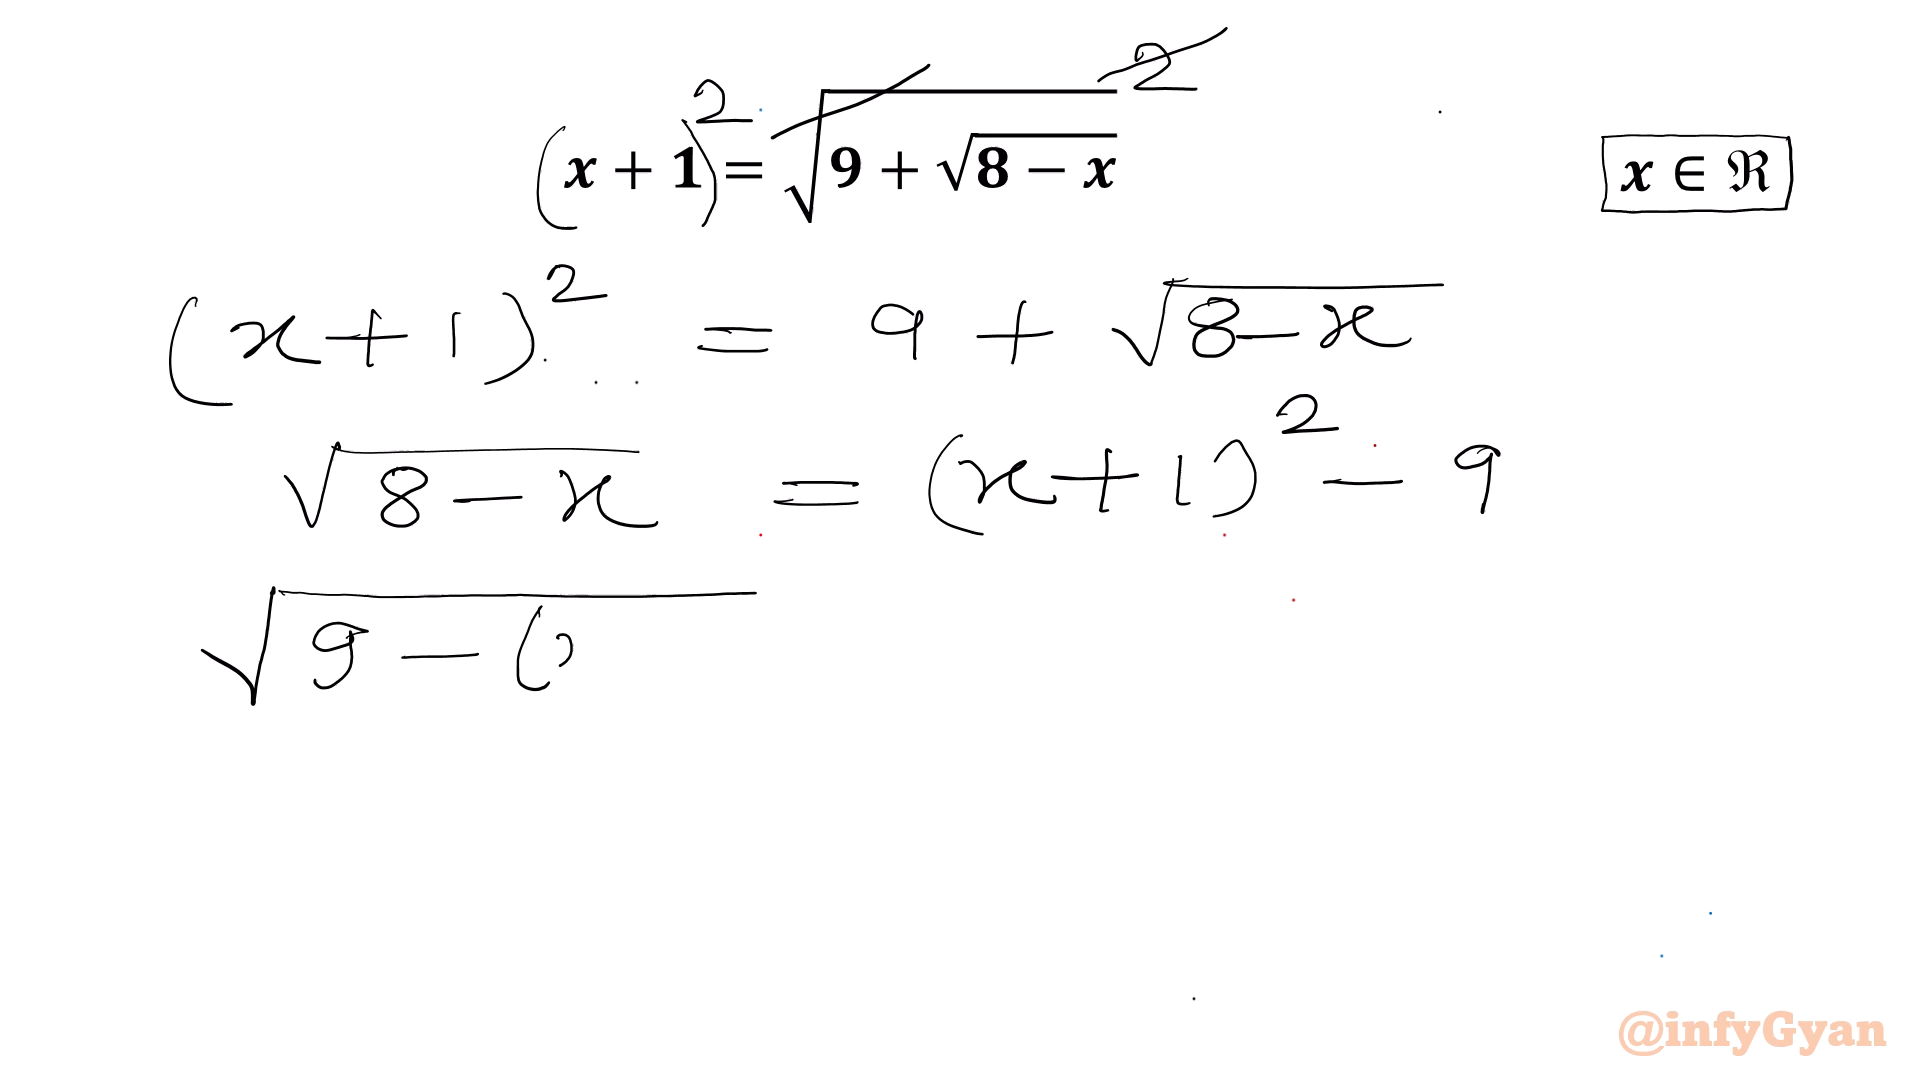 (x + 1)² = √(9 + √(8 − x)) ²
x ∈ ℜ
(x + 1)² = 9 + √(8 − x)
√(8 − x) = (x + 1)² − 9
√(9 − (
@infyGyan